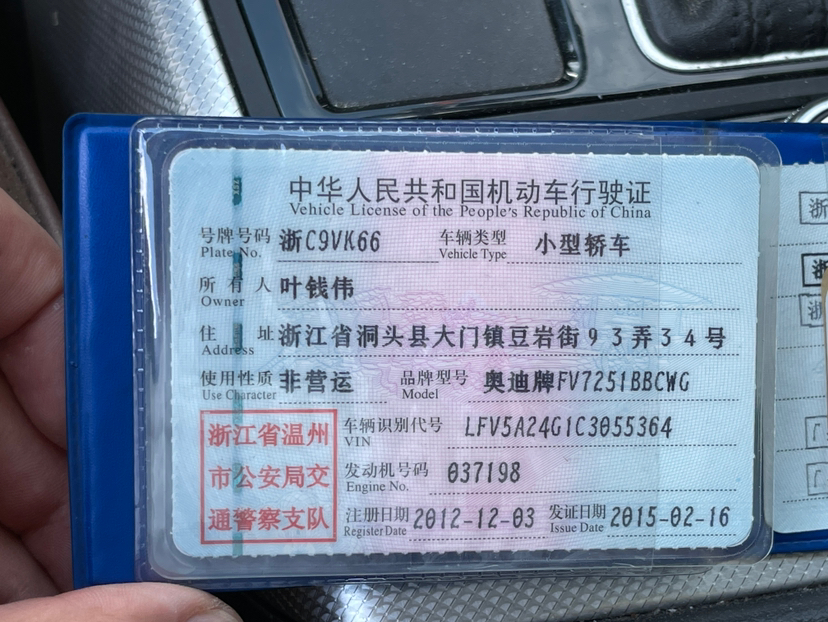 中华人民共和国机动车行驶证
Vehicle License of the People's Republic of China
号牌号码 浙C9VK66 车辆类型 小型轿车
Plate No. Vehicle Type
所有人 叶钱伟
Owner
住址 浙江省洞头县大门镇豆岩街93弄34号
Address
使用性质 非营运 品牌型号 奥迪牌FV7251BBCWG
Use Character Model
浙江省温州 车辆识别代号 LFV5A24G1C3055364
VIN
市公安局交 发动机号码 037198
Engine No.
通警察支队 注册日期 2012-12-03 发证日期 2015-02-16
Register Date Issue Date
浙
浙
浙